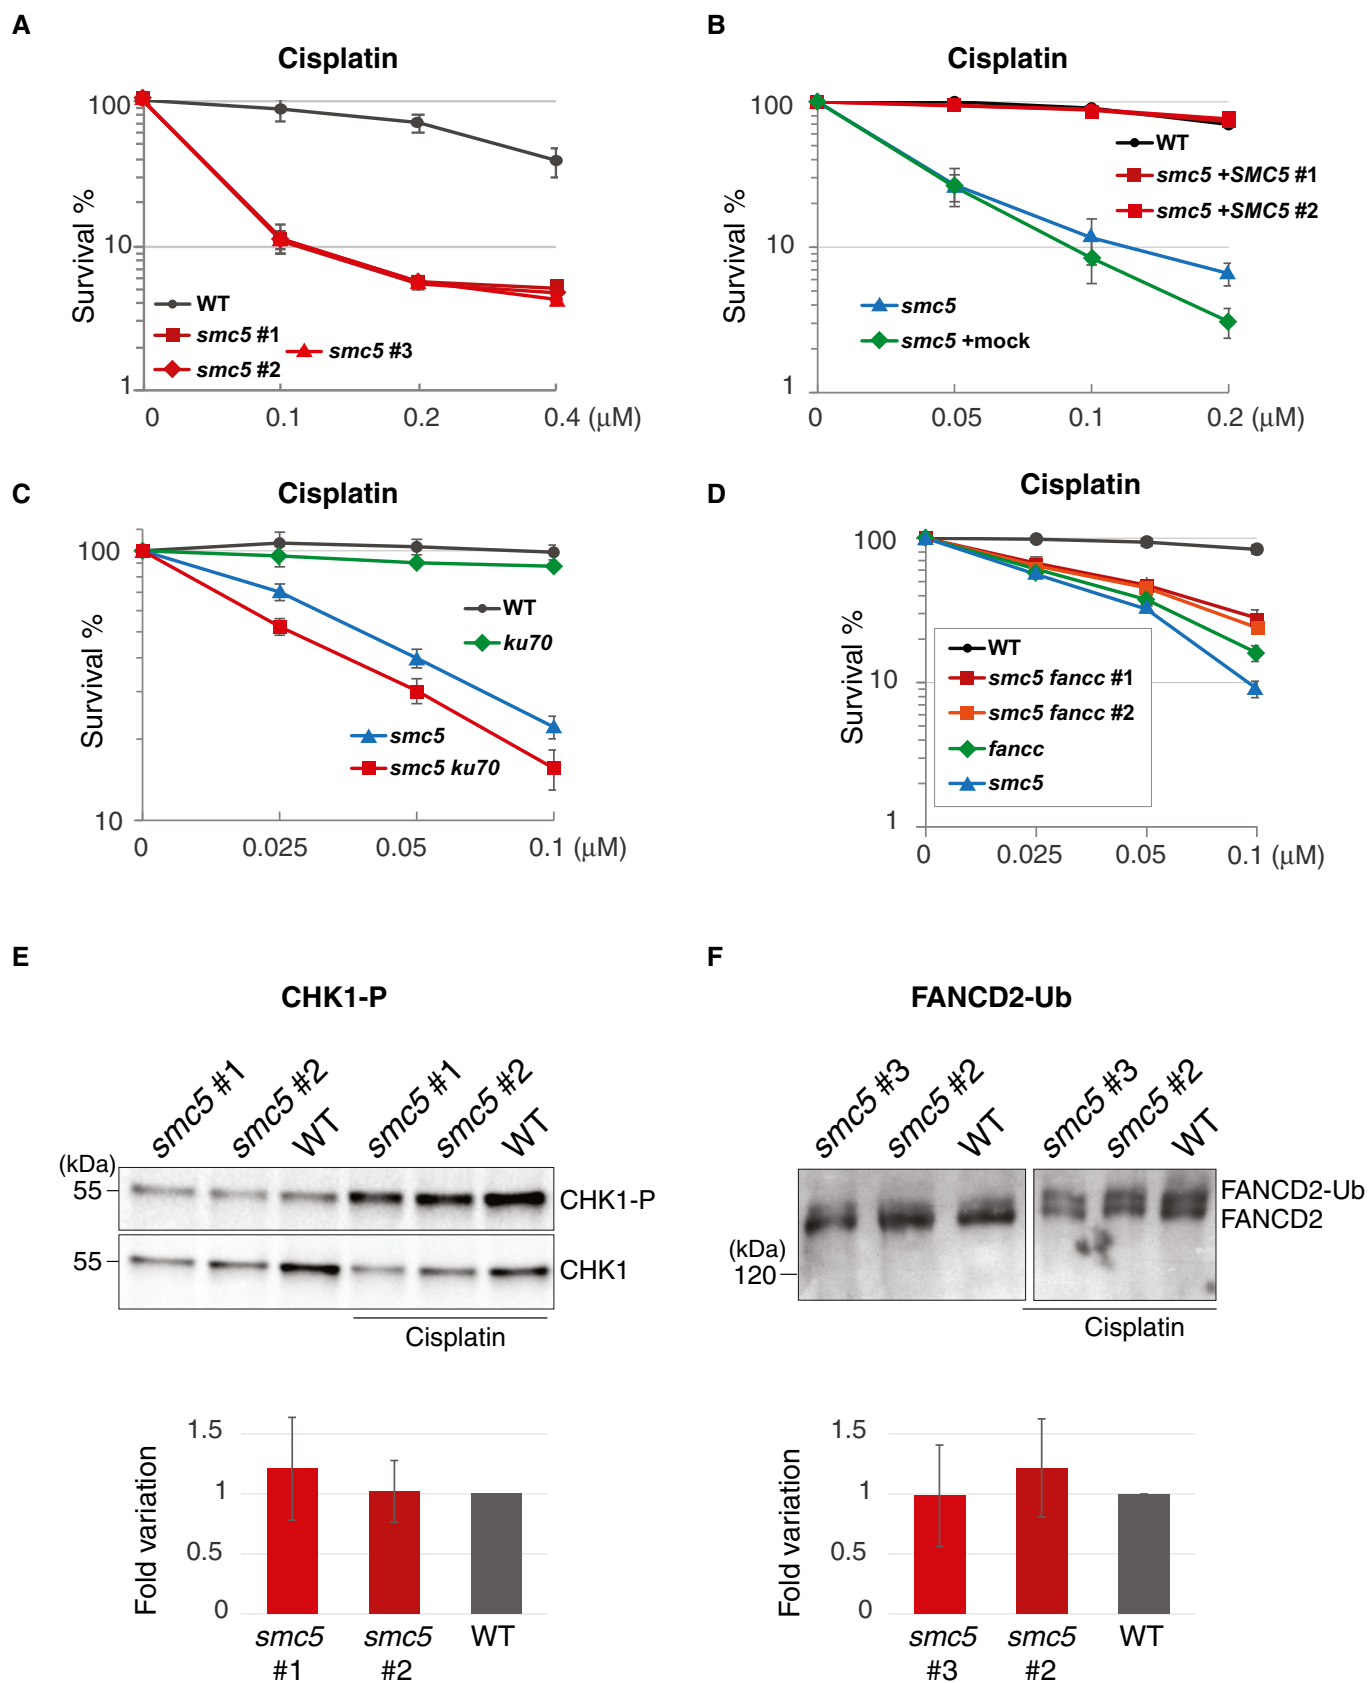 A
Cisplatin
Survival %
100
10
1
0 0.1 0.2 0.4 (μM)
WT
smc5 #1
smc5 #2
smc5 #3
B
Cisplatin
Survival %
100
10
1
0 0.05 0.1 0.2 (μM)
WT
smc5 +SMC5 #1
smc5 +SMC5 #2
smc5
smc5 +mock
C
Cisplatin
Survival %
100
10
0 0.025 0.05 0.1 (μM)
WT
ku70
smc5
smc5 ku70
D
Cisplatin
Survival %
100
10
1
0 0.025 0.05 0.1 (μM)
WT
smc5 fancc #1
smc5 fancc #2
fancc
smc5
E
CHK1-P
smc5 #1 smc5 #2 WT smc5 #1 smc5 #2 WT
(kDa)
55 CHK1-P
55 CHK1
Cisplatin
Fold variation
1.5
1
0.5
0
smc5 #1
smc5 #2
WT
F
FANCD2-Ub
smc5 #3 smc5 #2 WT smc5 #3 smc5 #2 WT
FANCD2-Ub
FANCD2
(kDa)
120
Cisplatin
Fold variation
1.5
1
0.5
0
smc5 #3
smc5 #2
WT